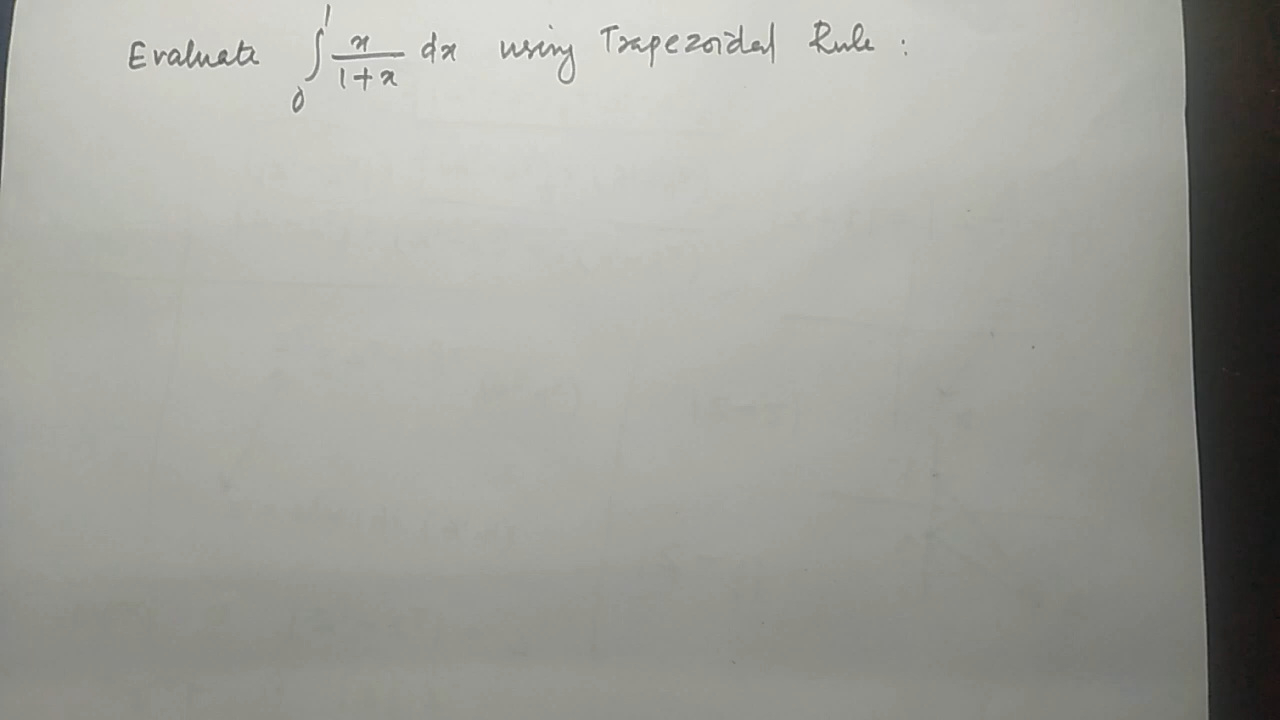 Evaluate ∫₀¹ x/(1+x) dx using Trapezoidal Rule :